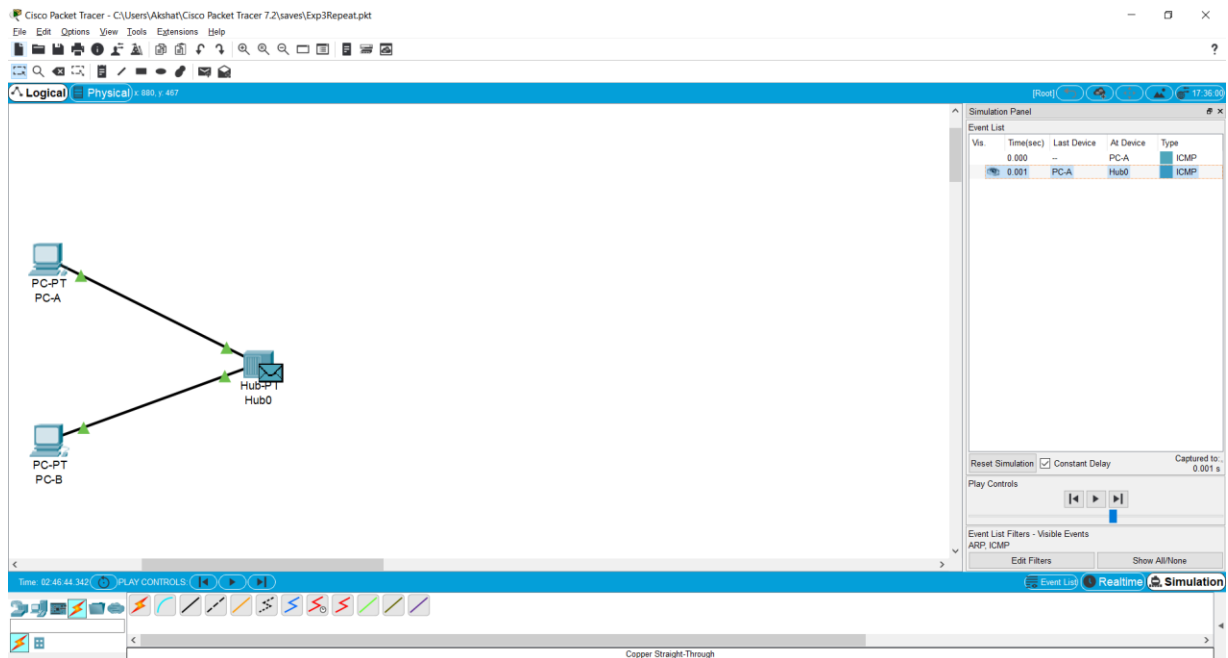 Cisco Packet Tracer - C:\Users\Akshat\Cisco Packet Tracer 7.2\saves\Exp3Repeat.pkt
File Edit Options View Tools Extensions Help
?
Logical Physical x: 880, y: 467 [Root] 17:36:00
Simulation Panel
Event List
Vis. Time(sec) Last Device At Device Type
0.000 -- PC-A ICMP
0.001 PC-A Hub0 ICMP
PC-PT
PC-A
Hub-PT
Hub0
PC-PT
PC-B
Reset Simulation Constant Delay Captured to:
0.001 s
Play Controls
Event List Filters - Visible Events
ARP, ICMP
Edit Filters Show All/None
Time: 02:46:44.342 PLAY CONTROLS: Event List Realtime Simulation
Copper Straight-Through